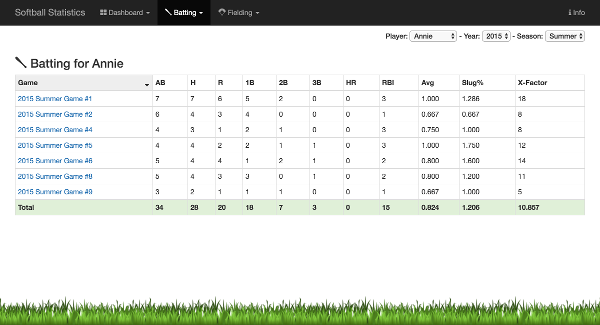 Softball Statistics Dashboard Batting Fielding Info
Player: Annie - Year: 2015 - Season: Summer
Batting for Annie
Game AB H R 1B 2B 3B HR RBI Avg Slug% X-Factor
2015 Summer Game #1 7 7 6 5 2 0 0 3 1.000 1.286 18
2015 Summer Game #2 6 4 3 4 0 0 0 1 0.667 0.667 8
2015 Summer Game #4 4 3 1 2 1 0 0 3 0.750 1.000 8
2015 Summer Game #5 4 4 2 2 1 1 0 3 1.000 1.750 12
2015 Summer Game #6 5 4 4 1 2 1 0 2 0.800 1.600 14
2015 Summer Game #8 5 4 3 3 0 1 0 2 0.800 1.200 11
2015 Summer Game #9 3 2 1 1 1 0 0 1 0.667 1.000 5
Total 34 28 20 18 7 3 0 15 0.824 1.206 10.857